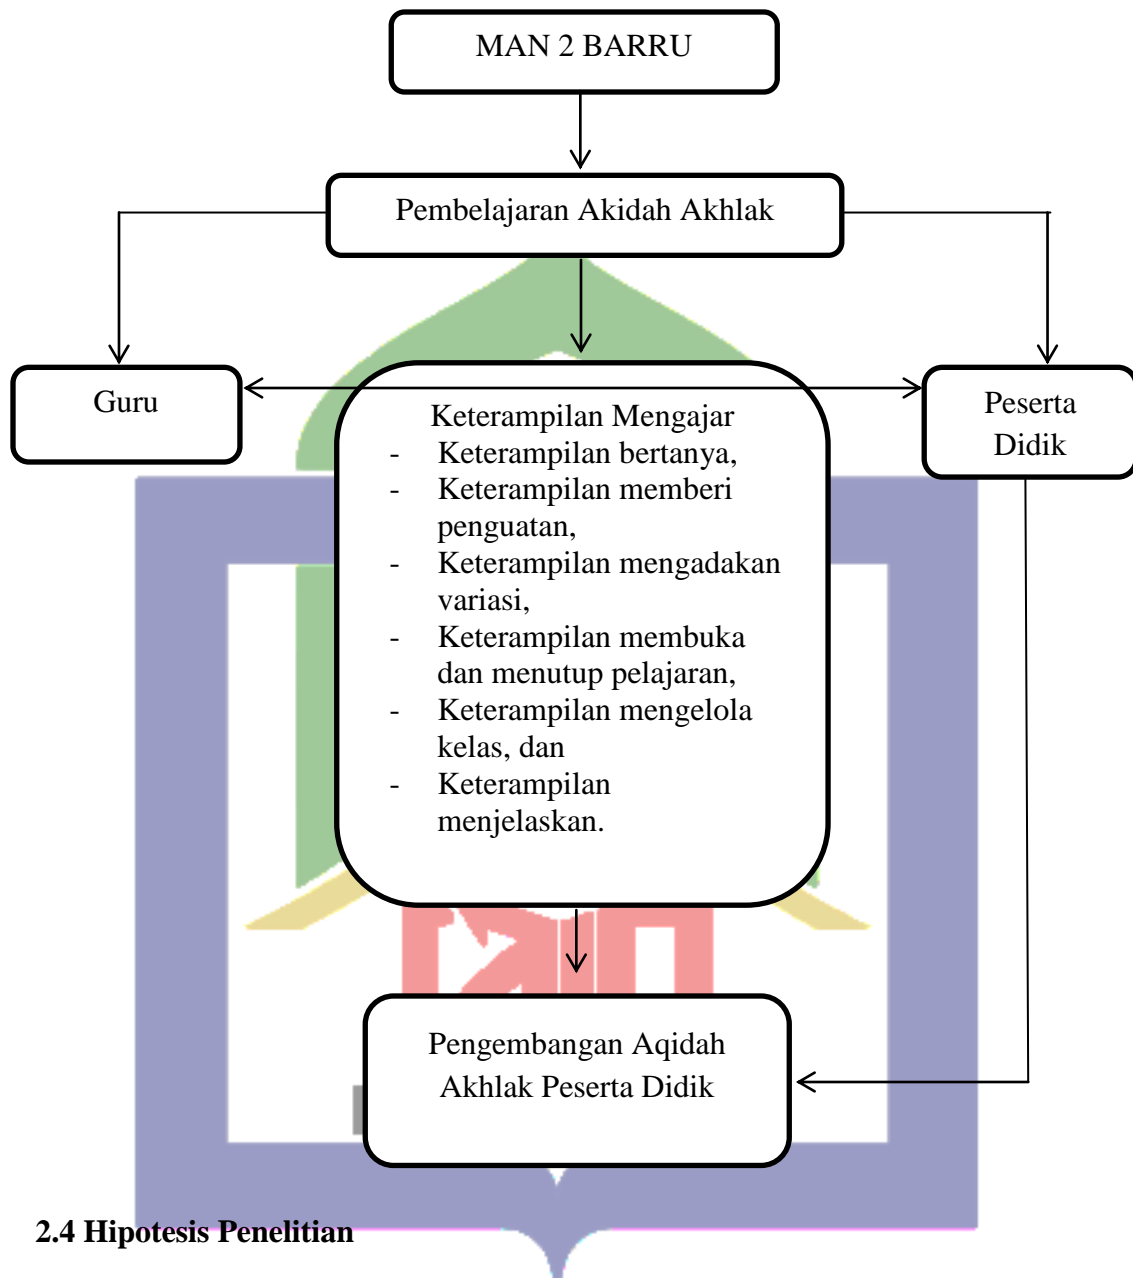 MAN 2 BARRU
Pembelajaran Akidah Akhlak
Guru
Peserta
Didik
Keterampilan Mengajar
- Keterampilan bertanya,
- Keterampilan memberi
penguatan,
- Keterampilan mengadakan
variasi,
- Keterampilan membuka
dan menutup pelajaran,
- Keterampilan mengelola
kelas, dan
- Keterampilan
menjelaskan.
Pengembangan Aqidah
Akhlak Peserta Didik
2.4 Hipotesis Penelitian